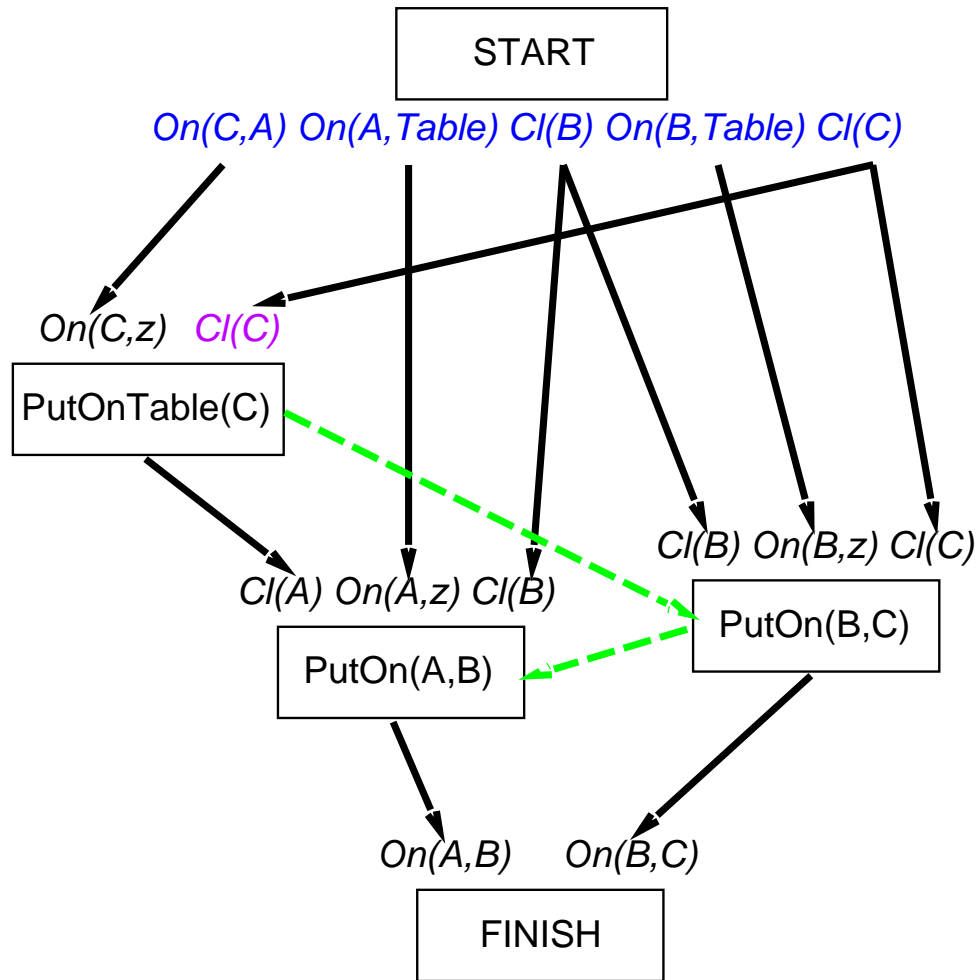 START
On(C,A) On(A,Table) Cl(B) On(B,Table) Cl(C)
On(C,z) Cl(C)
PutOnTable(C)
Cl(B) On(B,z) Cl(C)
Cl(A) On(A,z) Cl(B)
PutOn(B,C)
PutOn(A,B)
On(A,B) On(B,C)
FINISH